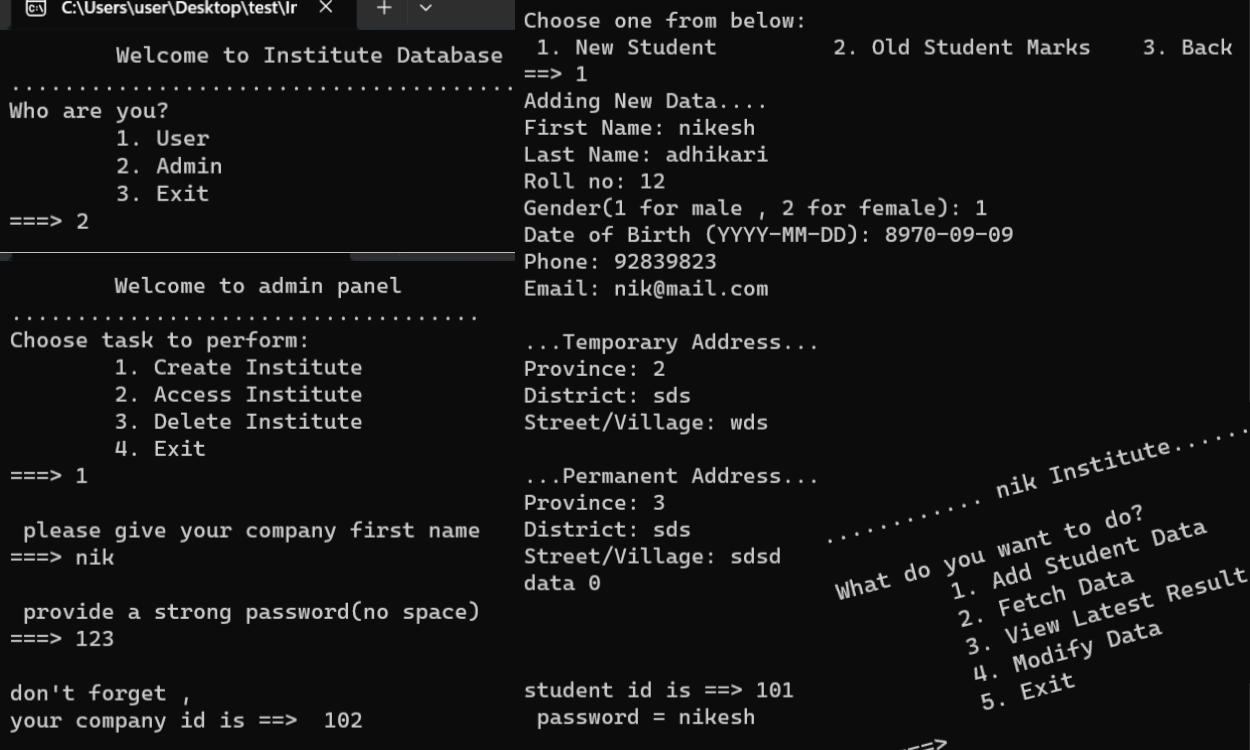 C:\Users\user\Desktop\test\Ir
Welcome to Institute Database
.......................................
Who are you?
1. User
2. Admin
3. Exit
===> 2
Welcome to admin panel
....................................
Choose task to perform:
1. Create Institute
2. Access Institute
3. Delete Institute
4. Exit
===> 1
please give your company first name
===> nik
provide a strong password(no space)
===> 123
don't forget ,
your company id is ==>  102
Choose one from below:
1. New Student         2. Old Student Marks    3. Back
==> 1
Adding New Data....
First Name: nikesh
Last Name: adhikari
Roll no: 12
Gender(1 for male , 2 for female): 1
Date of Birth (YYYY-MM-DD): 8970-09-09
Phone: 92839823
Email: nik@mail.com
...Temporary Address...
Province: 2
District: sds
Street/Village: wds
...Permanent Address...
Province: 3
District: sds
Street/Village: sdsd
data 0
student id is ==> 101
password = nikesh
............ nik Institute......
What do you want to do?
1. Add Student Data
2. Fetch Data
3. View Latest Result
4. Modify Data
5. Exit
===>